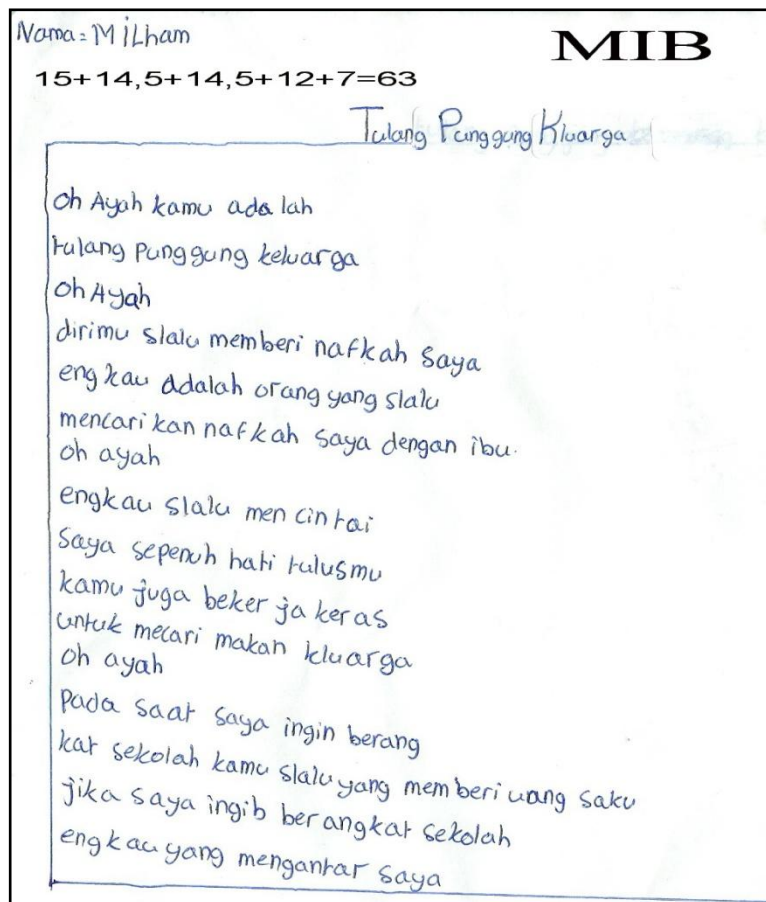 Nama = MiLham
MIB
15+14,5+14,5+12+7=63
Tulang Punggung Kluarga
oh Ayah kamu ada lah
tulang punggung keluarga
oh Ayah
dirimu slalu memberi nafkah saya
engkau adalah orang yang slalu
mencari kan nafkah saya dengan ibu.
oh ayah
engkau slalu men cintai
saya sepenuh hati tulusmu
kamu juga beker ja keras
untuk mecari makan kluarga
oh ayah
Pada saat saya ingin berang
kat sekolah kamu slalu yang memberi uang saku
jika saya ingib berangkat sekolah
engkau yang mengantar saya